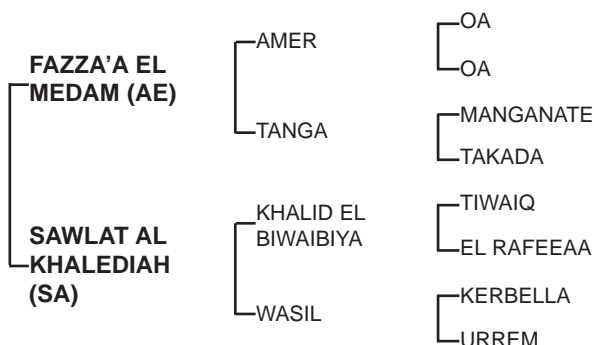 FAZZA’A EL
MEDAM (AE)
AMER
OA
OA
TANGA
MANGANATE
TAKADA
SAWLAT AL
KHALEDIAH
(SA)
KHALID EL
BIWAIBIYA
TIWAIQ
EL RAFEEAA
WASIL
KERBELLA
URREM